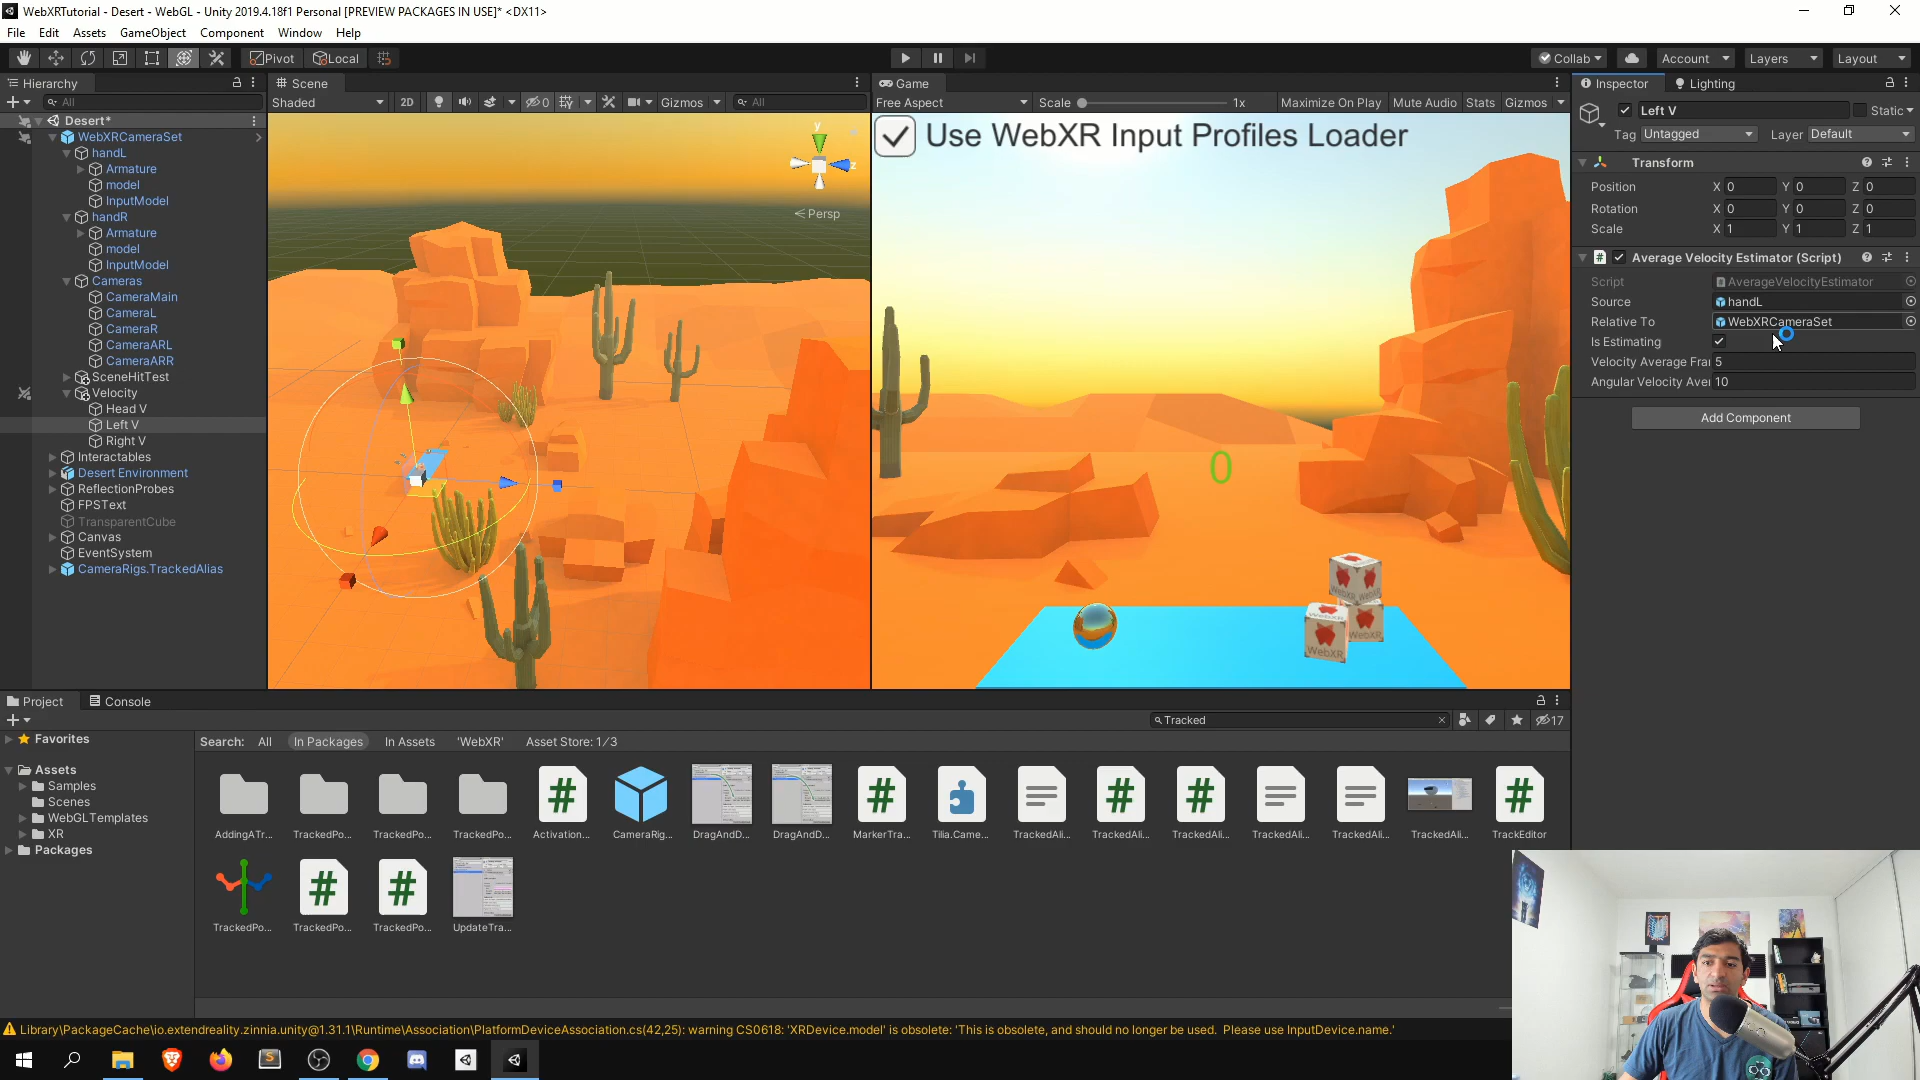 WebXRTutorial - Desert - WebGL - Unity 2019.4.18f1 Personal [PREVIEW PACKAGES IN USE]* <DX11>
File Edit Assets GameObject Component Window Help
Pivot Local Collab Account Layers Layout
Hierarchy
All
Desert*
WebXRCameraSet
handL
Armature
model
InputModel
handR
Armature
model
InputModel
Cameras
CameraMain
CameraL
CameraR
CameraARL
CameraARR
SceneHitTest
Velocity
Head V
Left V
Right V
Interactables
Desert Environment
ReflectionProbes
FPSText
TransparentCube
Canvas
EventSystem
CameraRigs.TrackedAlias
Scene
Shaded 2D 0 Gizmos All
y
z
Persp
Game
Free Aspect Scale 1x Maximize On Play Mute Audio Stats Gizmos
Use WebXR Input Profiles Loader
0
WebXR
WebXR
WebXR
Inspector Lighting
Left V Static
Tag Untagged Layer Default
Transform
Position X 0 Y 0 Z 0
Rotation X 0 Y 0 Z 0
Scale X 1 Y 1 Z 1
Average Velocity Estimator (Script)
Script AverageVelocityEstimator
Source handL
Relative To WebXRCameraSet
Is Estimating
Velocity Average Frar 5
Angular Velocity Aver 10
Add Component
Project Console
Tracked
17
Favorites
Assets
Samples
Scenes
WebGLTemplates
XR
Packages
Search: All In Packages In Assets 'WebXR' Asset Store: 1/3
AddingATr... TrackedPo... TrackedPo... TrackedPo... Activation... CameraRig... DragAndD... DragAndD... MarkerTra... Tilia.Came... TrackedAli... TrackedAli... TrackedAli... TrackedAli... TrackedAli... TrackedAli... TrackEditor
TrackedPo... TrackedPo... TrackedPo... UpdateTra...
Library\PackageCache\io.extendreality.zinnia.unity@1.31.1\Runtime\Association\PlatformDeviceAssociation.cs(42,25): warning CS0618: 'XRDevice.model' is obsolete: 'This is obsolete, and should no longer be used. Please use InputDevice.name.'